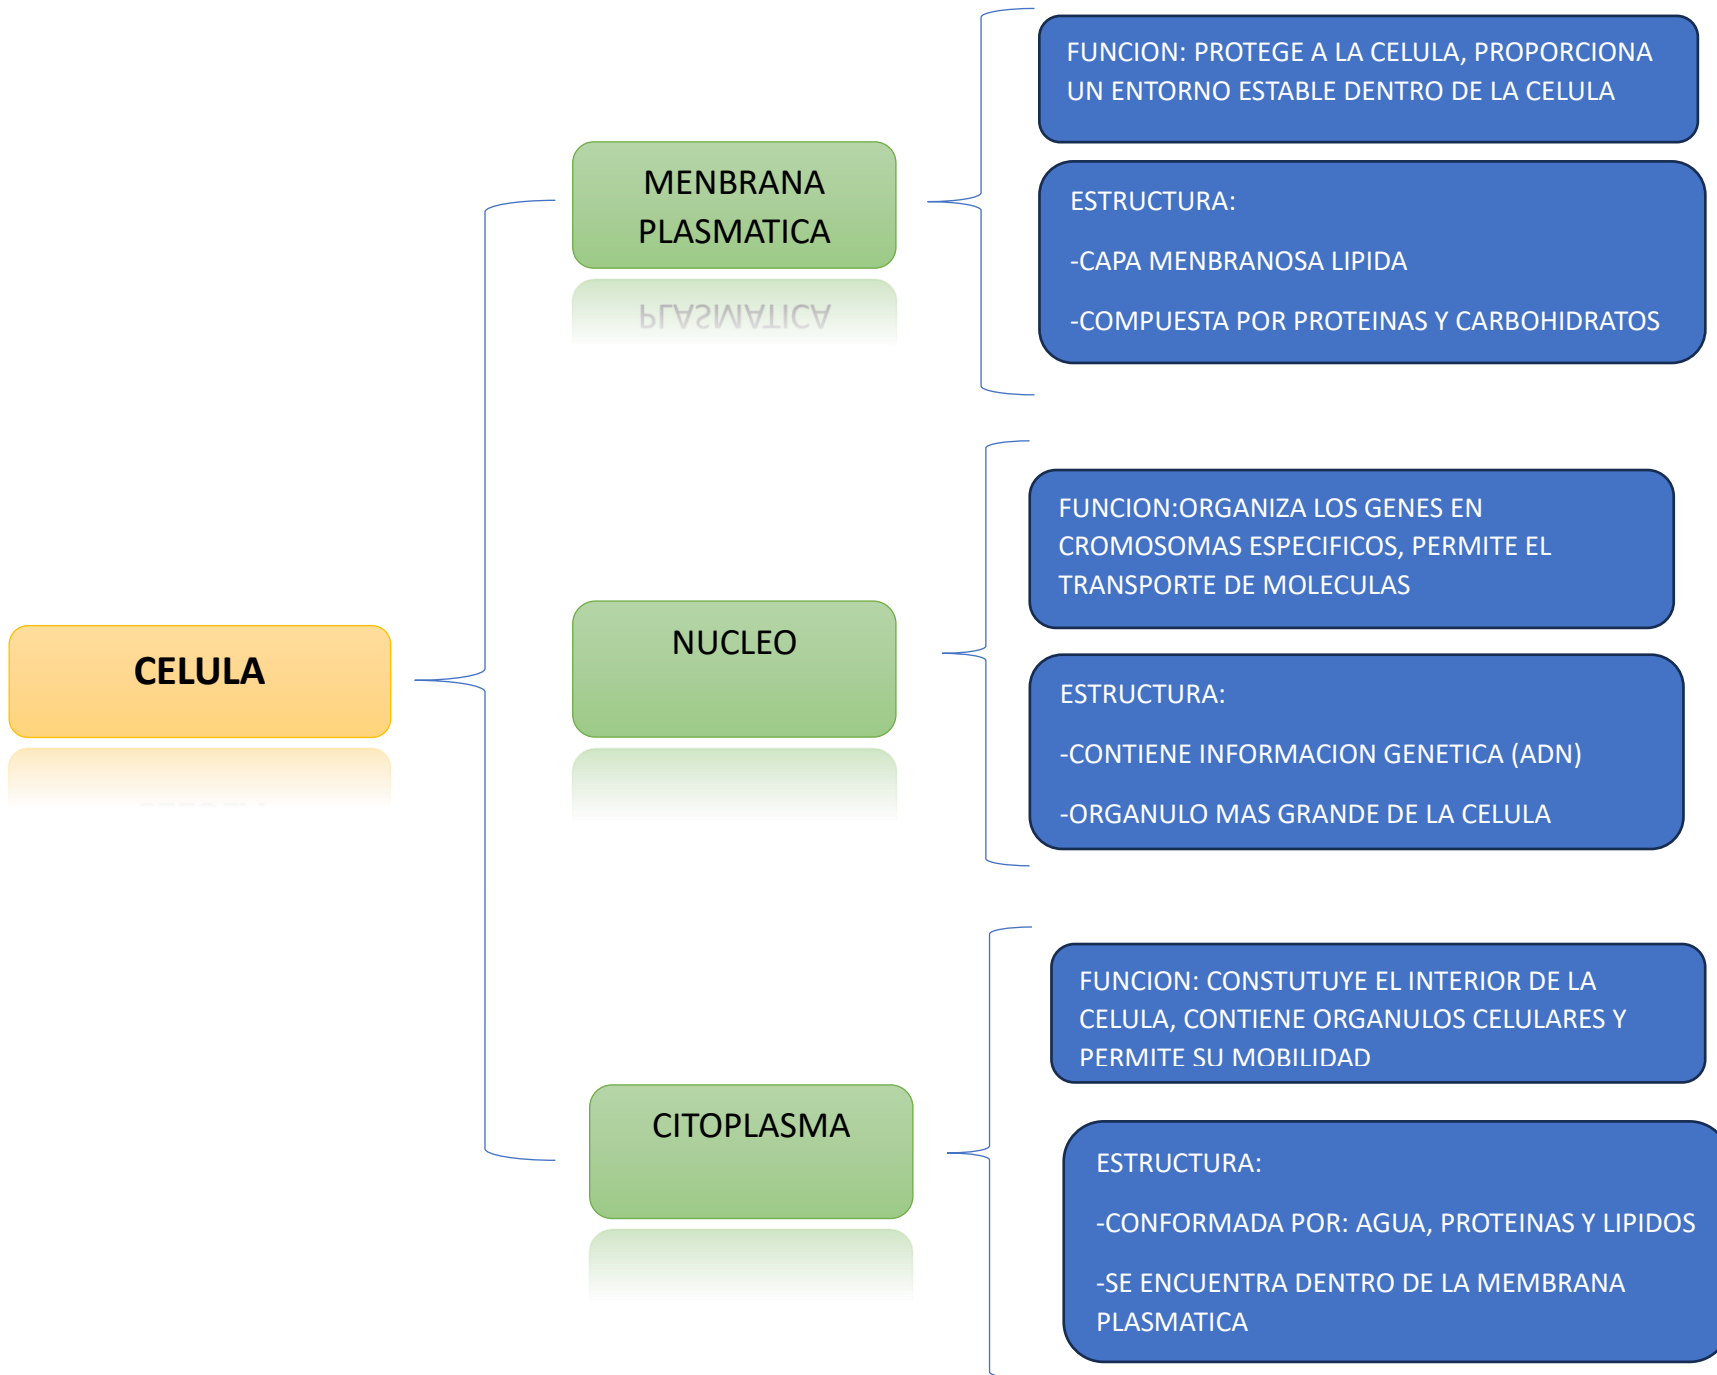 CELULA
MENBRANA
PLASMATICA
FUNCION: PROTEGE A LA CELULA, PROPORCIONA
UN ENTORNO ESTABLE DENTRO DE LA CELULA
ESTRUCTURA:
-CAPA MENBRANOSA LIPIDA
-COMPUESTA POR PROTEINAS Y CARBOHIDRATOS
NUCLEO
FUNCION:ORGANIZA LOS GENES EN
CROMOSOMAS ESPECIFICOS, PERMITE EL
TRANSPORTE DE MOLECULAS
ESTRUCTURA:
-CONTIENE INFORMACION GENETICA (ADN)
-ORGANULO MAS GRANDE DE LA CELULA
CITOPLASMA
FUNCION: CONSTUTUYE EL INTERIOR DE LA
CELULA, CONTIENE ORGANULOS CELULARES Y
PERMITE SU MOBILIDAD
ESTRUCTURA:
-CONFORMADA POR: AGUA, PROTEINAS Y LIPIDOS
-SE ENCUENTRA DENTRO DE LA MEMBRANA
PLASMATICA